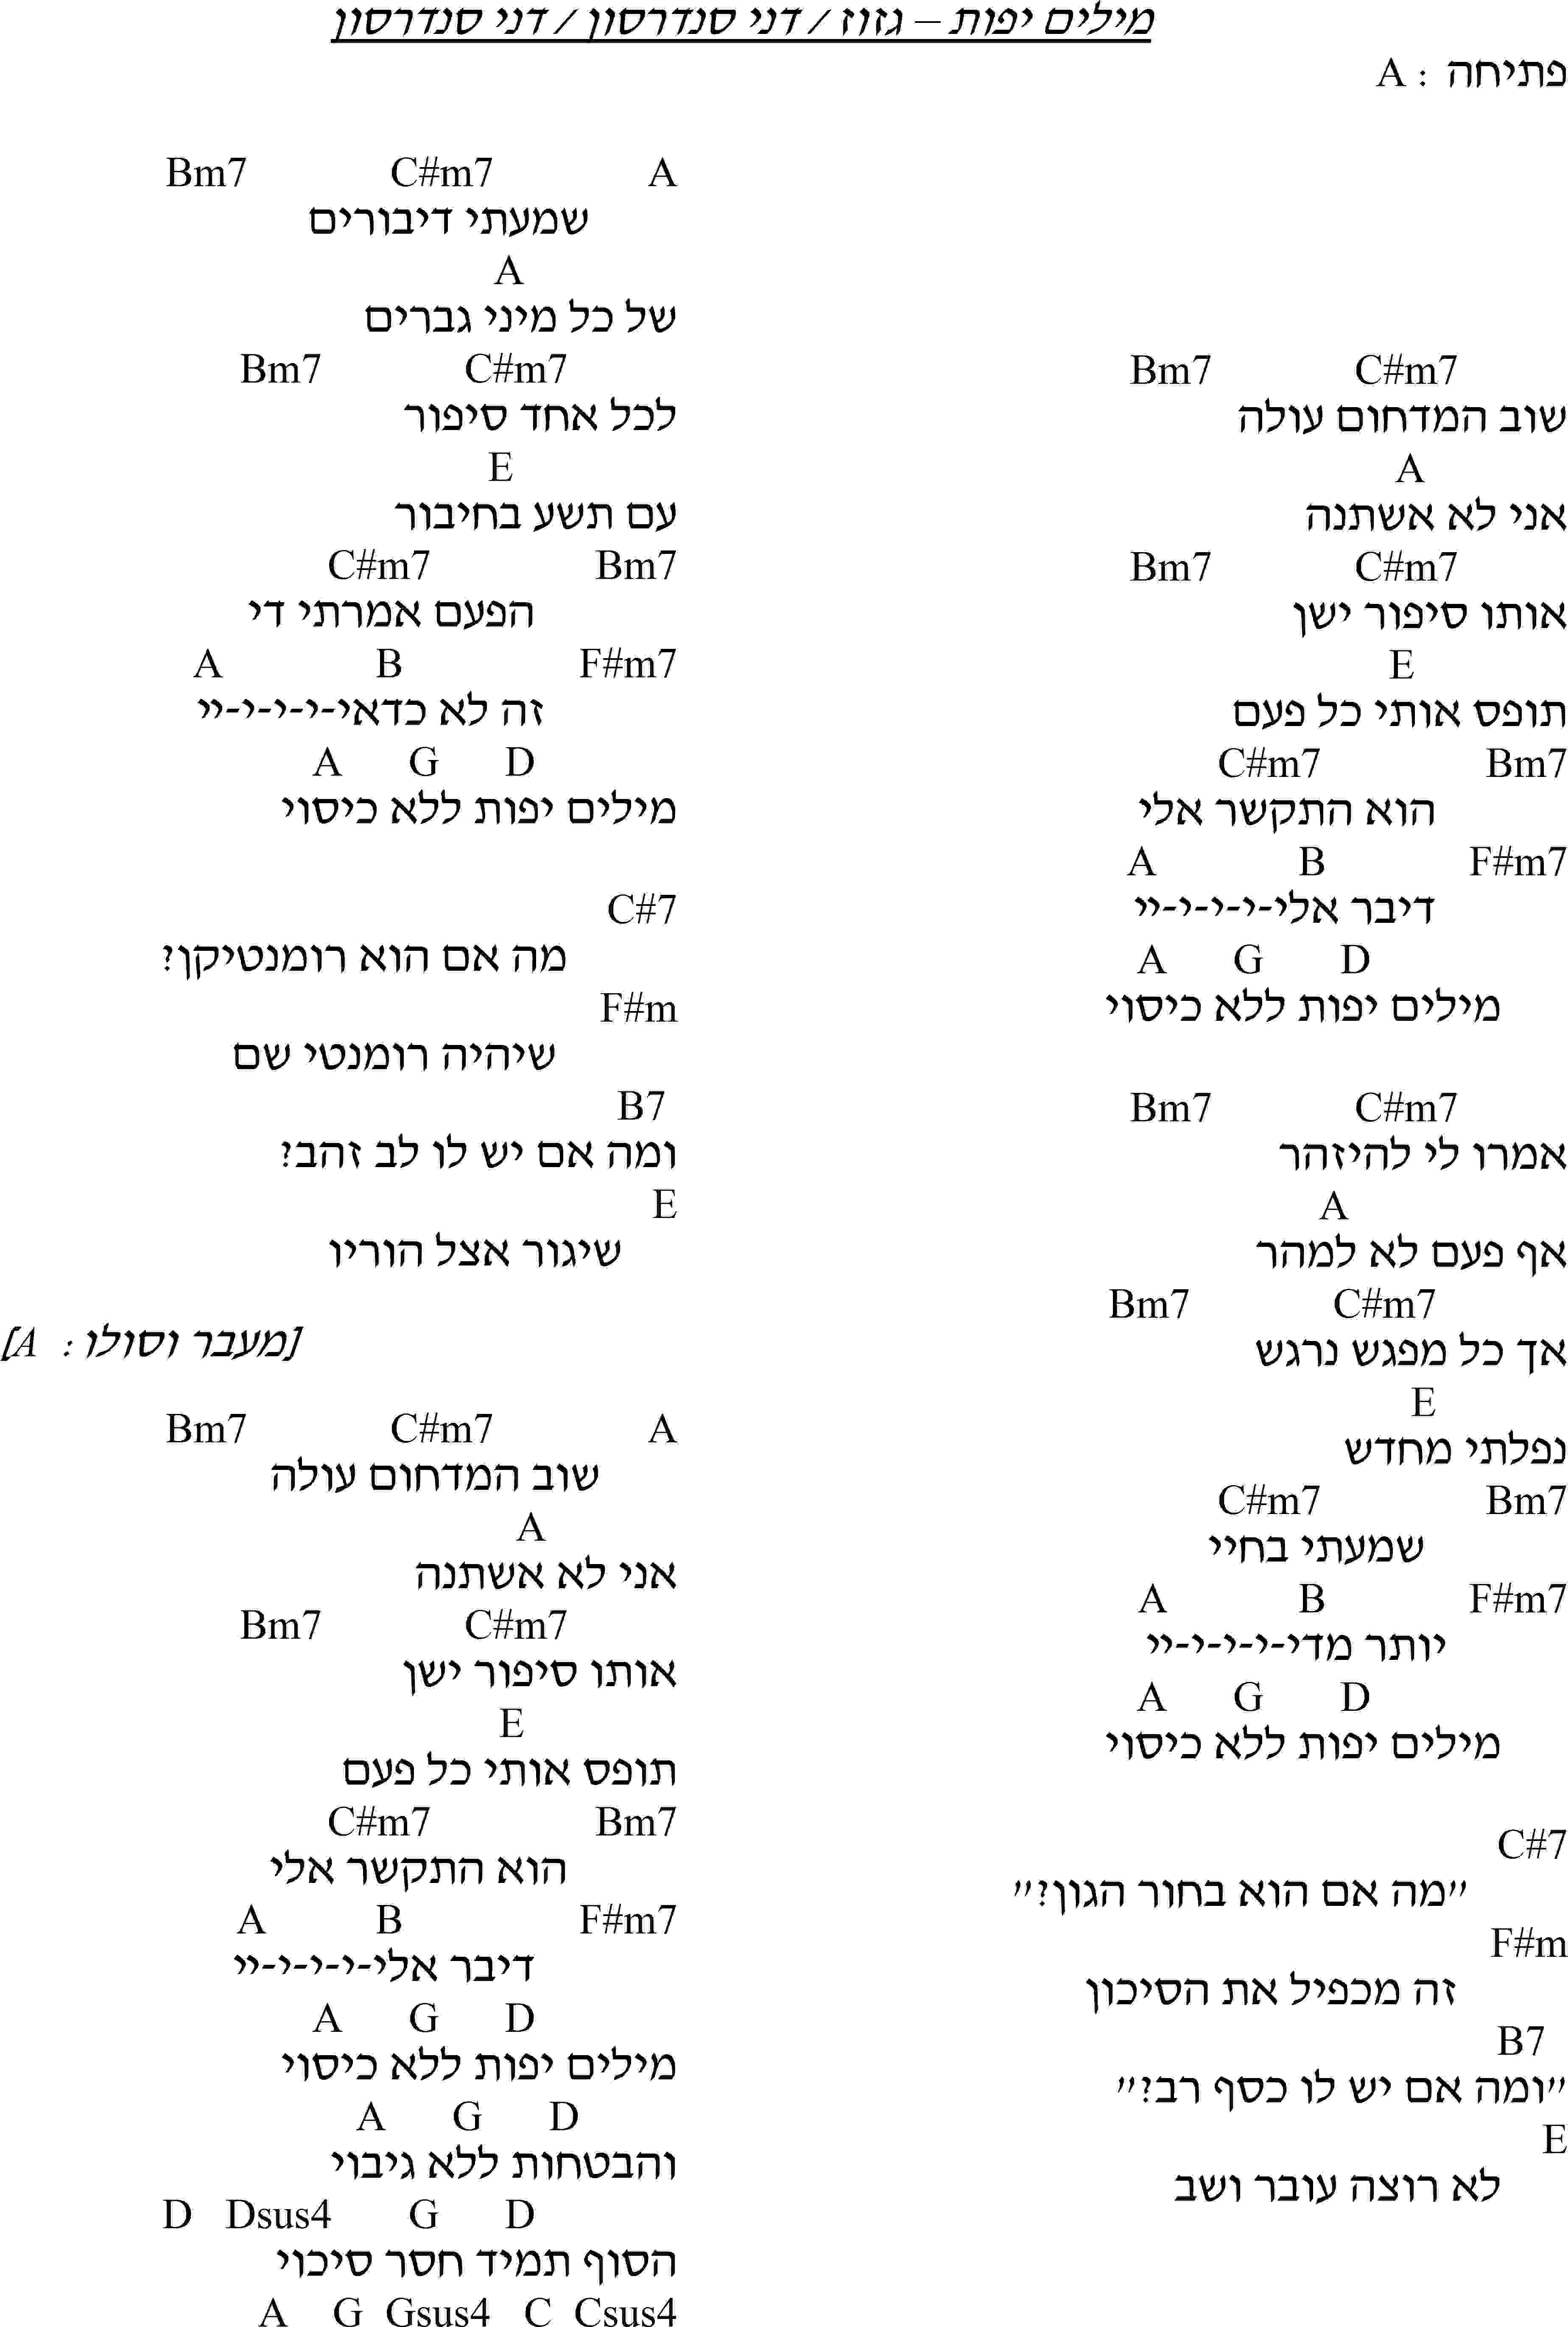 מילים יפות – גזוז / דני סנדרסון / דני סנדרסון
פתיחה : A
Bm7 C#m7
שוב המדחום עולה
A
אני לא אשתנה
Bm7 C#m7
אותו סיפור ישן
E
תופס אותי כל פעם
C#m7 Bm7
הוא התקשר אלי
A B F#m7
דיבר אלי-י-י-י-יי
A G D
מילים יפות ללא כיסוי
Bm7 C#m7
אמרו לי להיזהר
A
אף פעם לא למהר
Bm7 C#m7
אך כל מפגש נרגש
E
נפלתי מחדש
C#m7 Bm7
שמעתי בחיי
A B F#m7
יותר מדי-י-י-י-יי
A G D
מילים יפות ללא כיסוי
C#7
"מה אם הוא בחור הגון?"
F#m
זה מכפיל את הסיכון
B7
"ומה אם יש לו כסף רב?"
E
לא רוצה עובר ושב
Bm7 C#m7 A
שמעתי דיבורים
A
של כל מיני גברים
Bm7 C#m7
לכל אחד סיפור
E
עם תשע בחיבור
C#m7 Bm7
הפעם אמרתי די
A B F#m7
זה לא כדאי-י-י-י-יי
A G D
מילים יפות ללא כיסוי
C#7
מה אם הוא רומנטיקן?
F#m
שיהיה רומנטי שם
B7
ומה אם יש לו לב זהב?
E
שיגור אצל הוריו
[מעבר וסולו : A]
Bm7 C#m7 A
שוב המדחום עולה
A
אני לא אשתנה
Bm7 C#m7
אותו סיפור ישן
E
תופס אותי כל פעם
C#m7 Bm7
הוא התקשר אלי
A B F#m7
דיבר אלי-י-י-י-יי
A G D
מילים יפות ללא כיסוי
A G D
והבטחות ללא גיבוי
D Dsus4 G D
הסוף תמיד חסר סיכוי
A G Gsus4 C Csus4